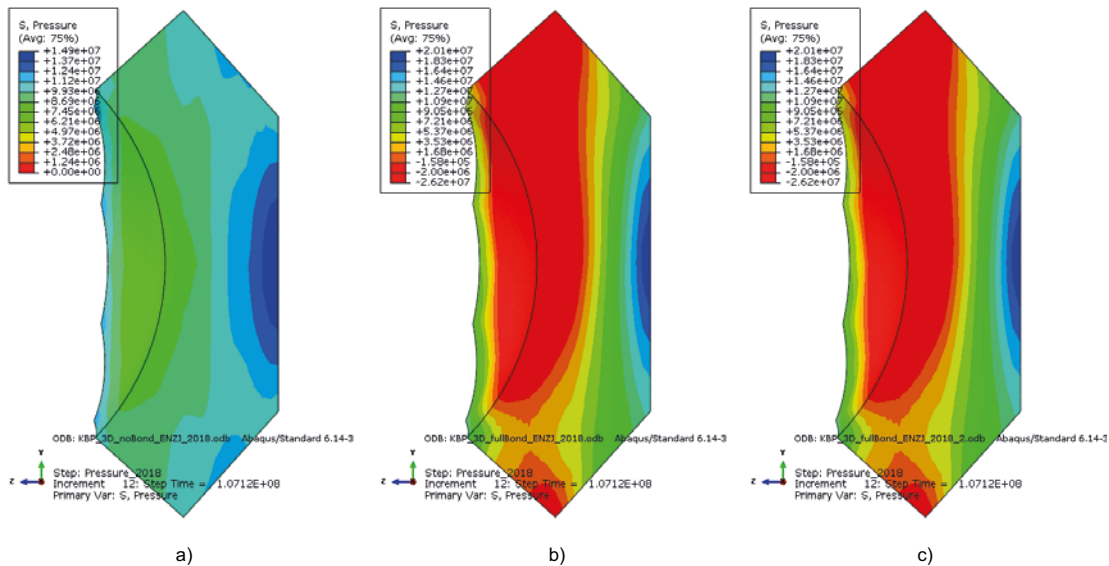 S, Pressure
(Avg: 75%)
+1.49e+07
+1.37e+07
+1.24e+07
+1.12e+07
+9.93e+06
+8.69e+06
+7.45e+06
+6.21e+06
+4.97e+06
+3.72e+06
+2.48e+06
+1.24e+06
+0.00e+00
ODB: KBP_3D_noBond_ENZI_2018.odb Abaqus/Standard 6.14-3
Y
Z
Step: Pressure_2018
Increment 12: Step Time = 1.0712E+08
Primary Var: S, Pressure
a)
S, Pressure
(Avg: 75%)
+2.01e+07
+1.83e+07
+1.64e+07
+1.46e+07
+1.27e+07
+1.09e+07
+9.05e+06
+7.21e+06
+5.37e+06
+3.53e+06
+1.68e+06
-1.58e+05
-2.00e+06
-2.62e+07
ODB: KBP_3D_fullBond_ENZI_2018.odb Abaqus/Standard 6.14-3
Y
Z
Step: Pressure_2018
Increment 12: Step Time = 1.0712E+08
Primary Var: S, Pressure
b)
S, Pressure
(Avg: 75%)
+2.01e+07
+1.83e+07
+1.64e+07
+1.46e+07
+1.27e+07
+1.09e+07
+9.05e+06
+7.21e+06
+5.37e+06
+3.53e+06
+1.68e+06
-1.58e+05
-2.00e+06
-2.62e+07
ODB: KBP_3D_fullBond_ENZI_2018_2.odb Abaqus/Standard 6.14-3
Y
Z
Step: Pressure_2018
Increment 12: Step Time = 1.0712E+08
Primary Var: S, Pressure
c)